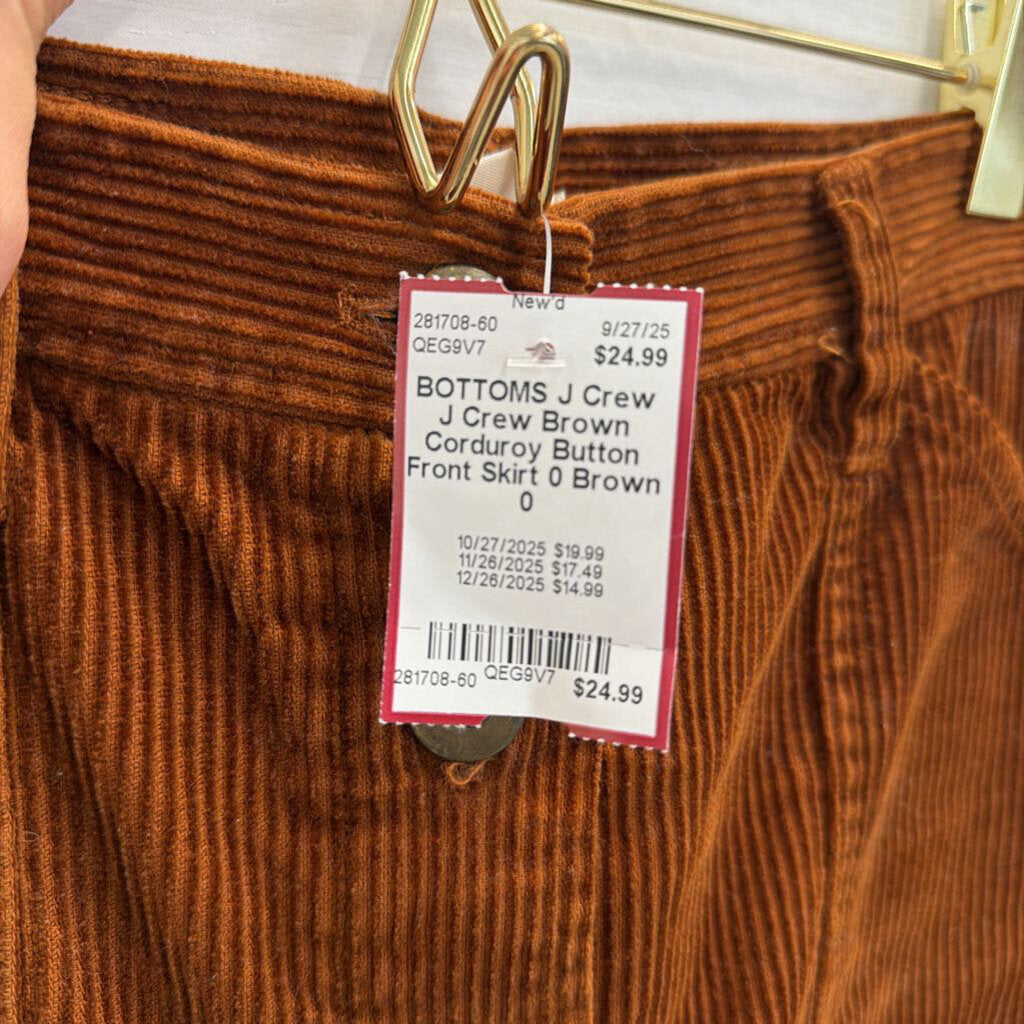 New'd
281708-60 9/27/25
QEG9V7 $24.99
BOTTOMS J Crew
J Crew Brown
Corduroy Button
Front Skirt 0 Brown
0
10/27/2025 $19.99
11/26/2025 $17.49
12/26/2025 $14.99
281708-60 QEG9V7 $24.99